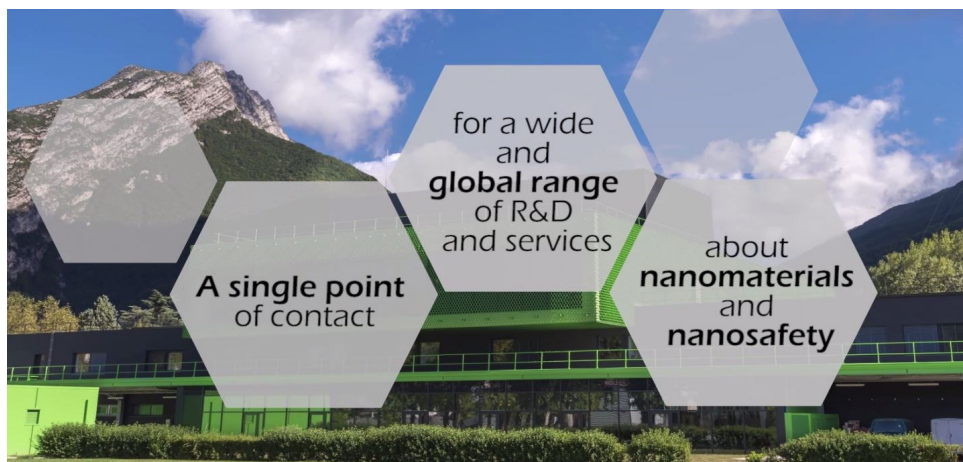 A single point
of contact
for a wide
and
global range
of R&D
and services
about
nanomaterials
and
nanosafety